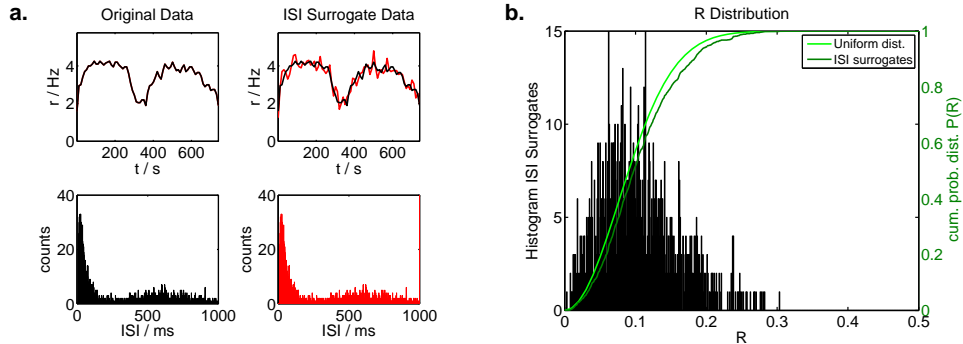 a.
Original Data
ISI Surrogate Data
r / Hz
4
2
0
200 400 600
t / s
r / Hz
4
2
0
200 400 600
t / s
counts
40
20
0
0 500 1000
ISI / ms
counts
40
20
0
0 500 1000
ISI / ms
b.
R Distribution
Histogram ISI Surrogates
15
10
5
0
0 0.1 0.2 0.3 0.4 0.5
R
Uniform dist.
ISI surrogates
1
0.8
0.6
0.4
0.2
0
cum. prob. dist. P(R)